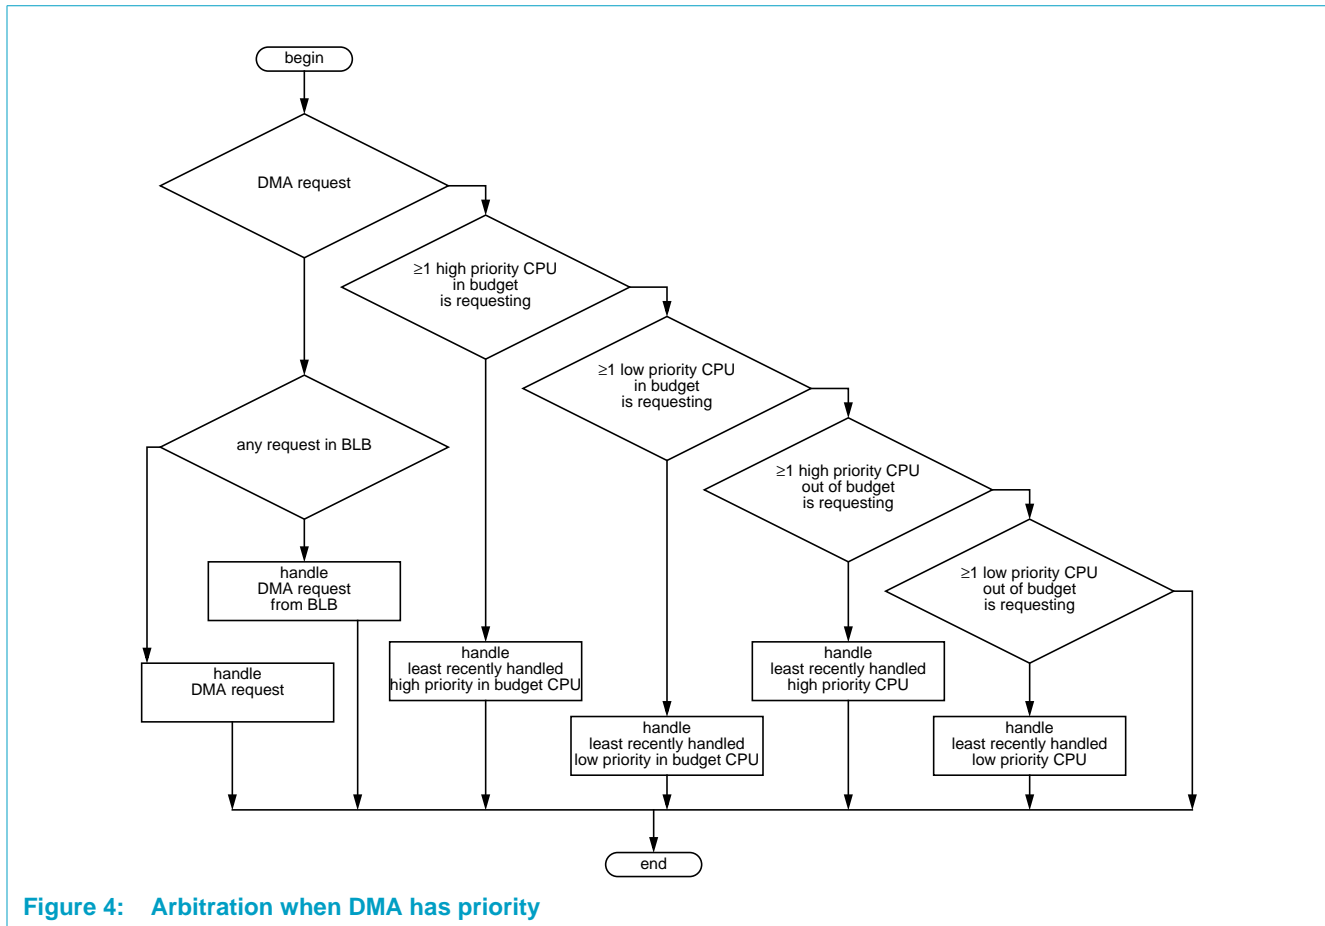 begin
DMA request
≥1 high priority CPU
in budget
is requesting
≥1 low priority CPU
in budget
is requesting
any request in BLB
≥1 high priority CPU
out of budget
is requesting
≥1 low priority CPU
out of budget
is requesting
handle
DMA request
from BLB
handle
DMA request
handle
least recently handled
high priority in budget CPU
handle
least recently handled
low priority in budget CPU
handle
least recently handled
high priority CPU
handle
least recently handled
low priority CPU
end
Figure 4: Arbitration when DMA has priority